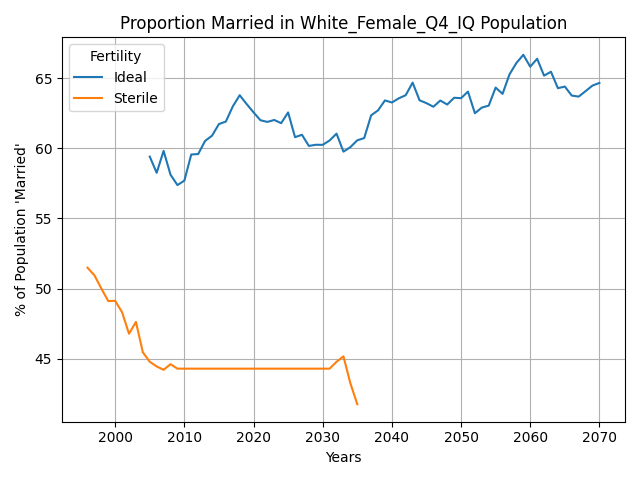 Proportion Married in White_Female_Q4_IQ Population
% of Population 'Married'
Fertility
Ideal
Sterile
65
60
55
50
45
2000 2010 2020 2030 2040 2050 2060 2070
Years